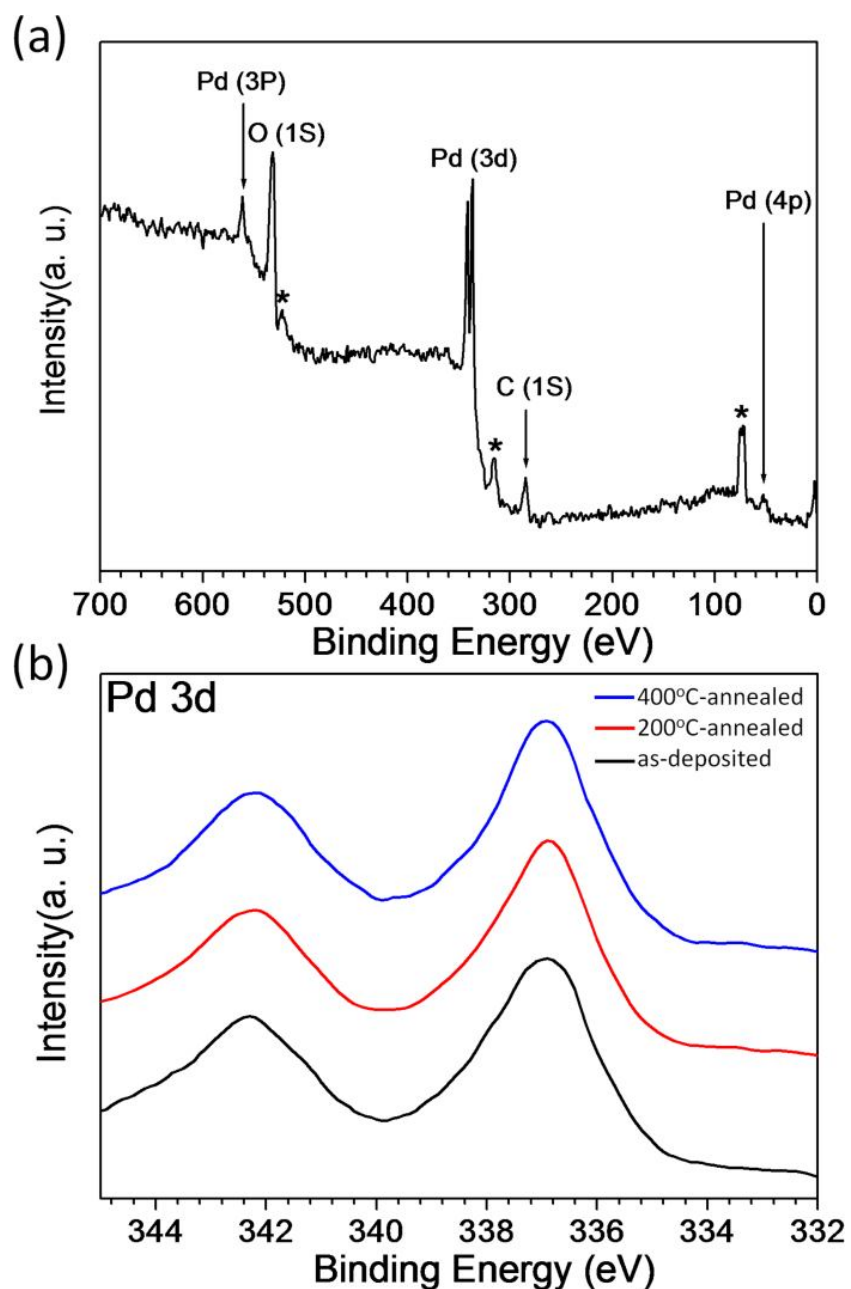 (a)
Pd (3P)
O (1S)
Pd (3d)
Pd (4p)
*
C (1S)
*
*
Intensity(a. u.)
700 600 500 400 300 200 100 0
Binding Energy (eV)
(b)
Pd 3d
400°C-annealed
200°C-annealed
as-deposited
Intensity(a. u.)
344 342 340 338 336 334 332
Binding Energy (eV)